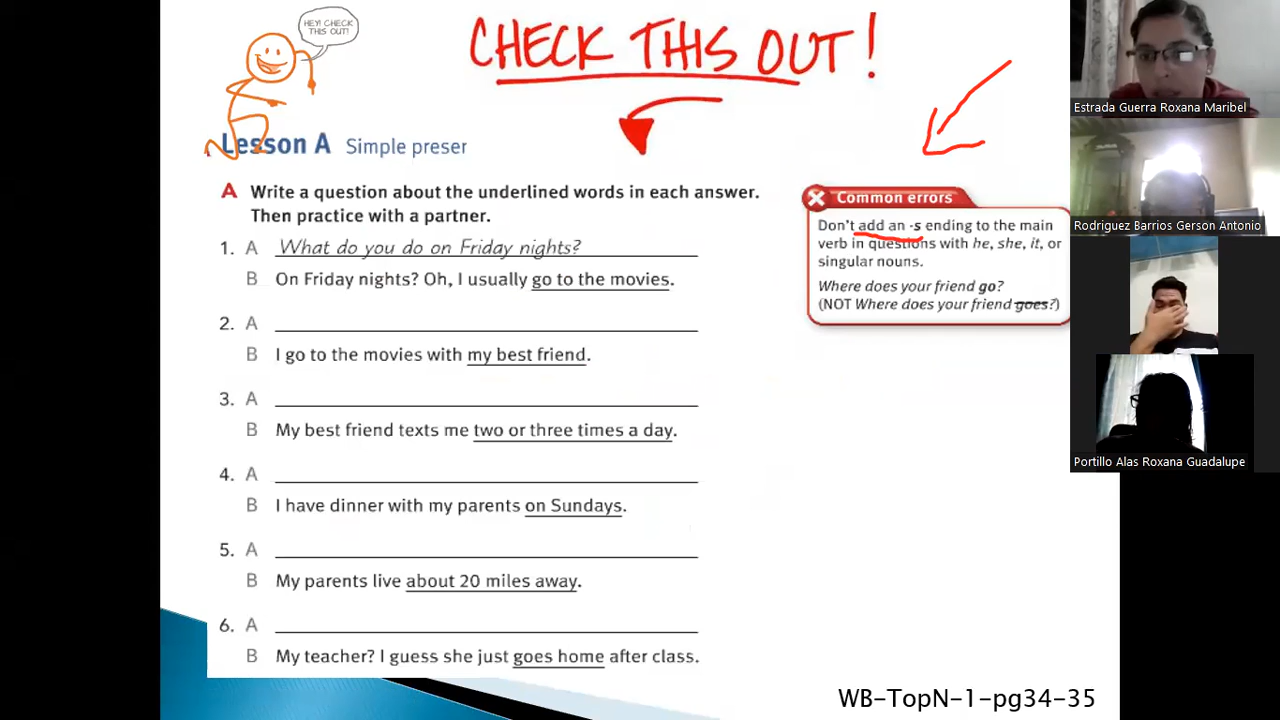 HEY! CHECK
THIS OUT!
CHECK THIS OUT!
Lesson A Simple preser
A Write a question about the underlined words in each answer.
Then practice with a partner.
1. A What do you do on Friday nights?
B On Friday nights? Oh, I usually go to the movies.
2. A
B I go to the movies with my best friend.
3. A
B My best friend texts me two or three times a day.
4. A
B I have dinner with my parents on Sundays.
5. A
B My parents live about 20 miles away.
6. A
B My teacher? I guess she just goes home after class.
Common errors
Don't add an -s ending to the main
verb in questions with he, she, it, or
singular nouns.
Where does your friend go?
(NOT Where does your friend goes?)
WB-TopN-1-pg34-35
Estrada Guerra Roxana Maribel
Rodriguez Barrios Gerson Antonio
Portillo Alas Roxana Guadalupe